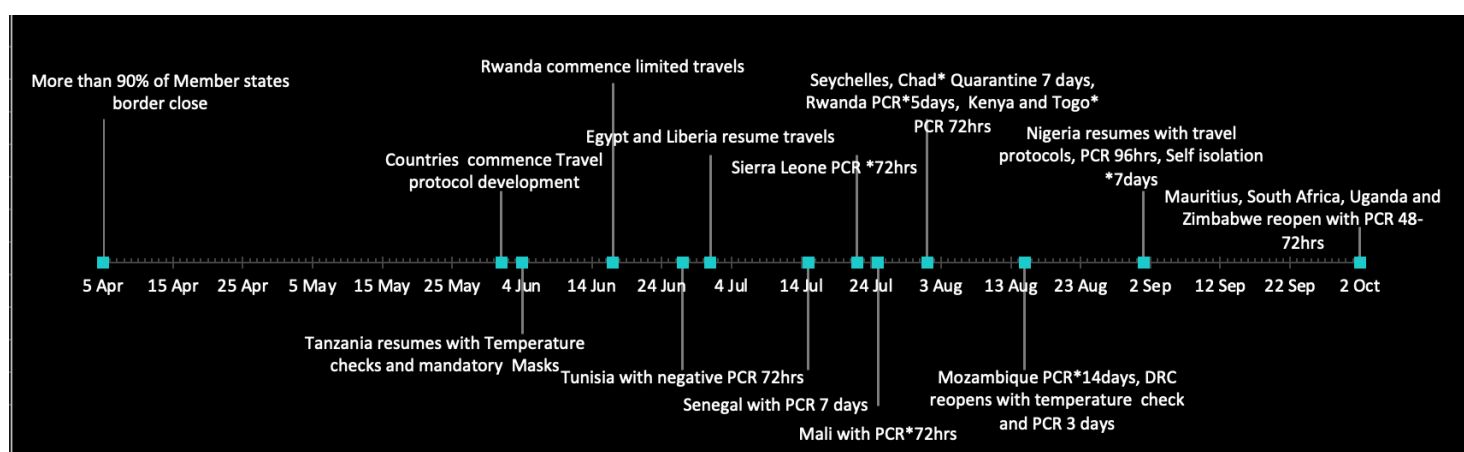 More than 90% of Member states
border close
Countries  commence Travel
protocol development
Rwanda commence limited travels
Egypt and Liberia resume travels
Sierra Leone PCR *72hrs
Seychelles, Chad* Quarantine 7 days,
Rwanda PCR*5days,  Kenya and Togo*
PCR 72hrs
Nigeria resumes with travel
protocols, PCR 96hrs, Self isolation
*7days
Mauritius, South Africa, Uganda and
Zimbabwe reopen with PCR 48-
72hrs
5 Apr 15 Apr 25 Apr 5 May 15 May 25 May 4 Jun 14 Jun 24 Jun 4 Jul 14 Jul 24 Jul 3 Aug 13 Aug 23 Aug 2 Sep 12 Sep 22 Sep 2 Oct
Tanzania resumes with Temperature
checks and mandatory  Masks
Tunisia with negative PCR 72hrs
Senegal with PCR 7 days
Mali with PCR*72hrs
Mozambique PCR*14days, DRC
reopens with temperature  check
and PCR 3 days